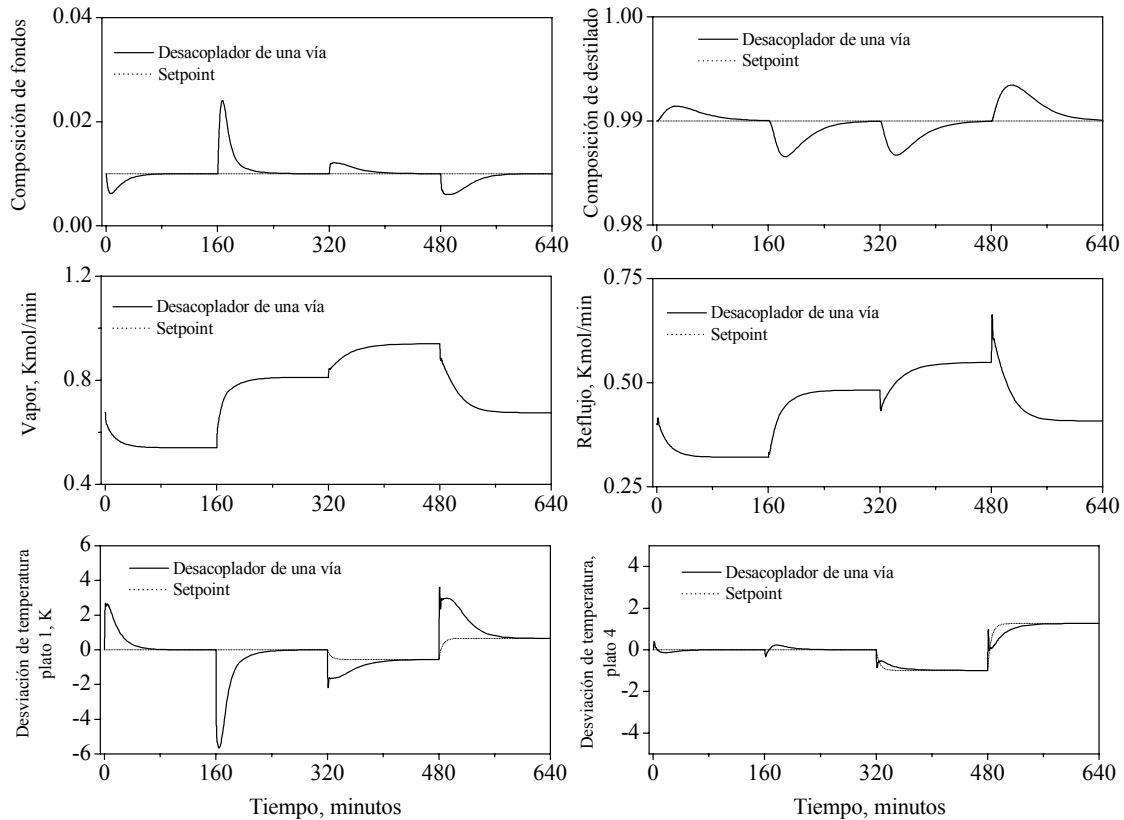 Composición de fondos
0.04
0.02
0.00
Desacoplador de una vía
Setpoint
0 160 320 480 640
Composición de destilado
1.00
0.99
0.98
Desacoplador de una vía
Setpoint
0 160 320 480 640
Vapor, Kmol/min
1.2
0.8
0.4
Desacoplador de una vía
Setpoint
0 160 320 480 640
Reflujo, Kmol/min
0.75
0.50
0.25
Desacoplador de una vía
Setpoint
0 160 320 480 640
Desviación de temperatura
plato 1, K
6
4
2
0
-2
-4
-6
Desacoplador de una vía
Setpoint
0 160 320 480 640
Tiempo, minutos
Desviación de temperatura,
plato 4
4
2
0
-2
-4
Desacoplador de una vía
Setpoint
0 160 320 480 640
Tiempo, minutos